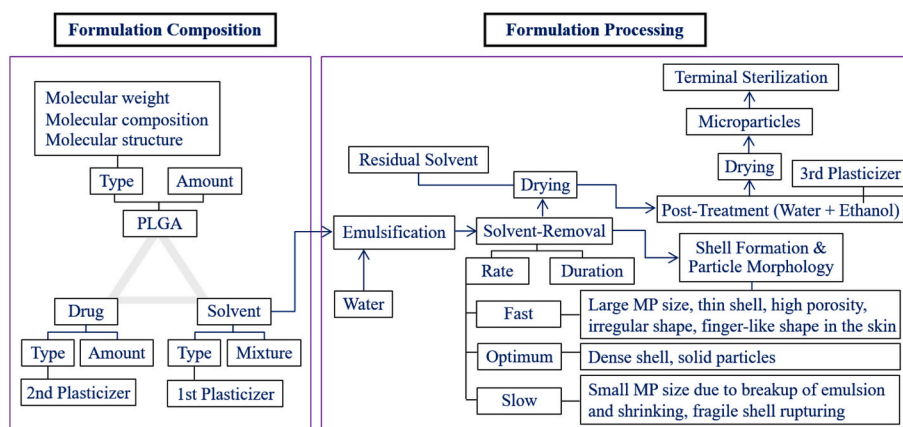 Formulation Composition
Formulation Processing
Molecular weight
Molecular composition
Molecular structure
Type
Amount
PLGA
Drug
Solvent
Type
Amount
Type
Mixture
2nd Plasticizer
1st Plasticizer
Terminal Sterilization
Microparticles
Residual Solvent
Drying
Drying
3rd Plasticizer
Post-Treatment (Water + Ethanol)
Emulsification
Solvent-Removal
Shell Formation &
Particle Morphology
Rate
Duration
Water
Fast
Large MP size, thin shell, high porosity,
irregular shape, finger-like shape in the skin
Optimum
Dense shell, solid particles
Slow
Small MP size due to breakup of emulsion
and shrinking, fragile shell rupturing